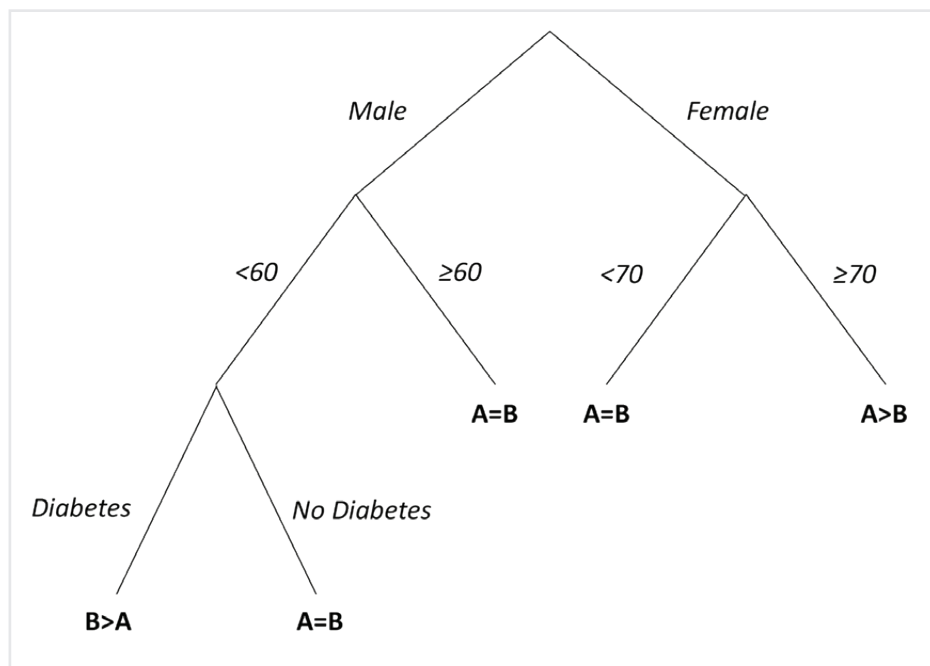 Male
Female
<60
≥60
<70
≥70
A=B
A=B
A>B
Diabetes
No Diabetes
B>A
A=B